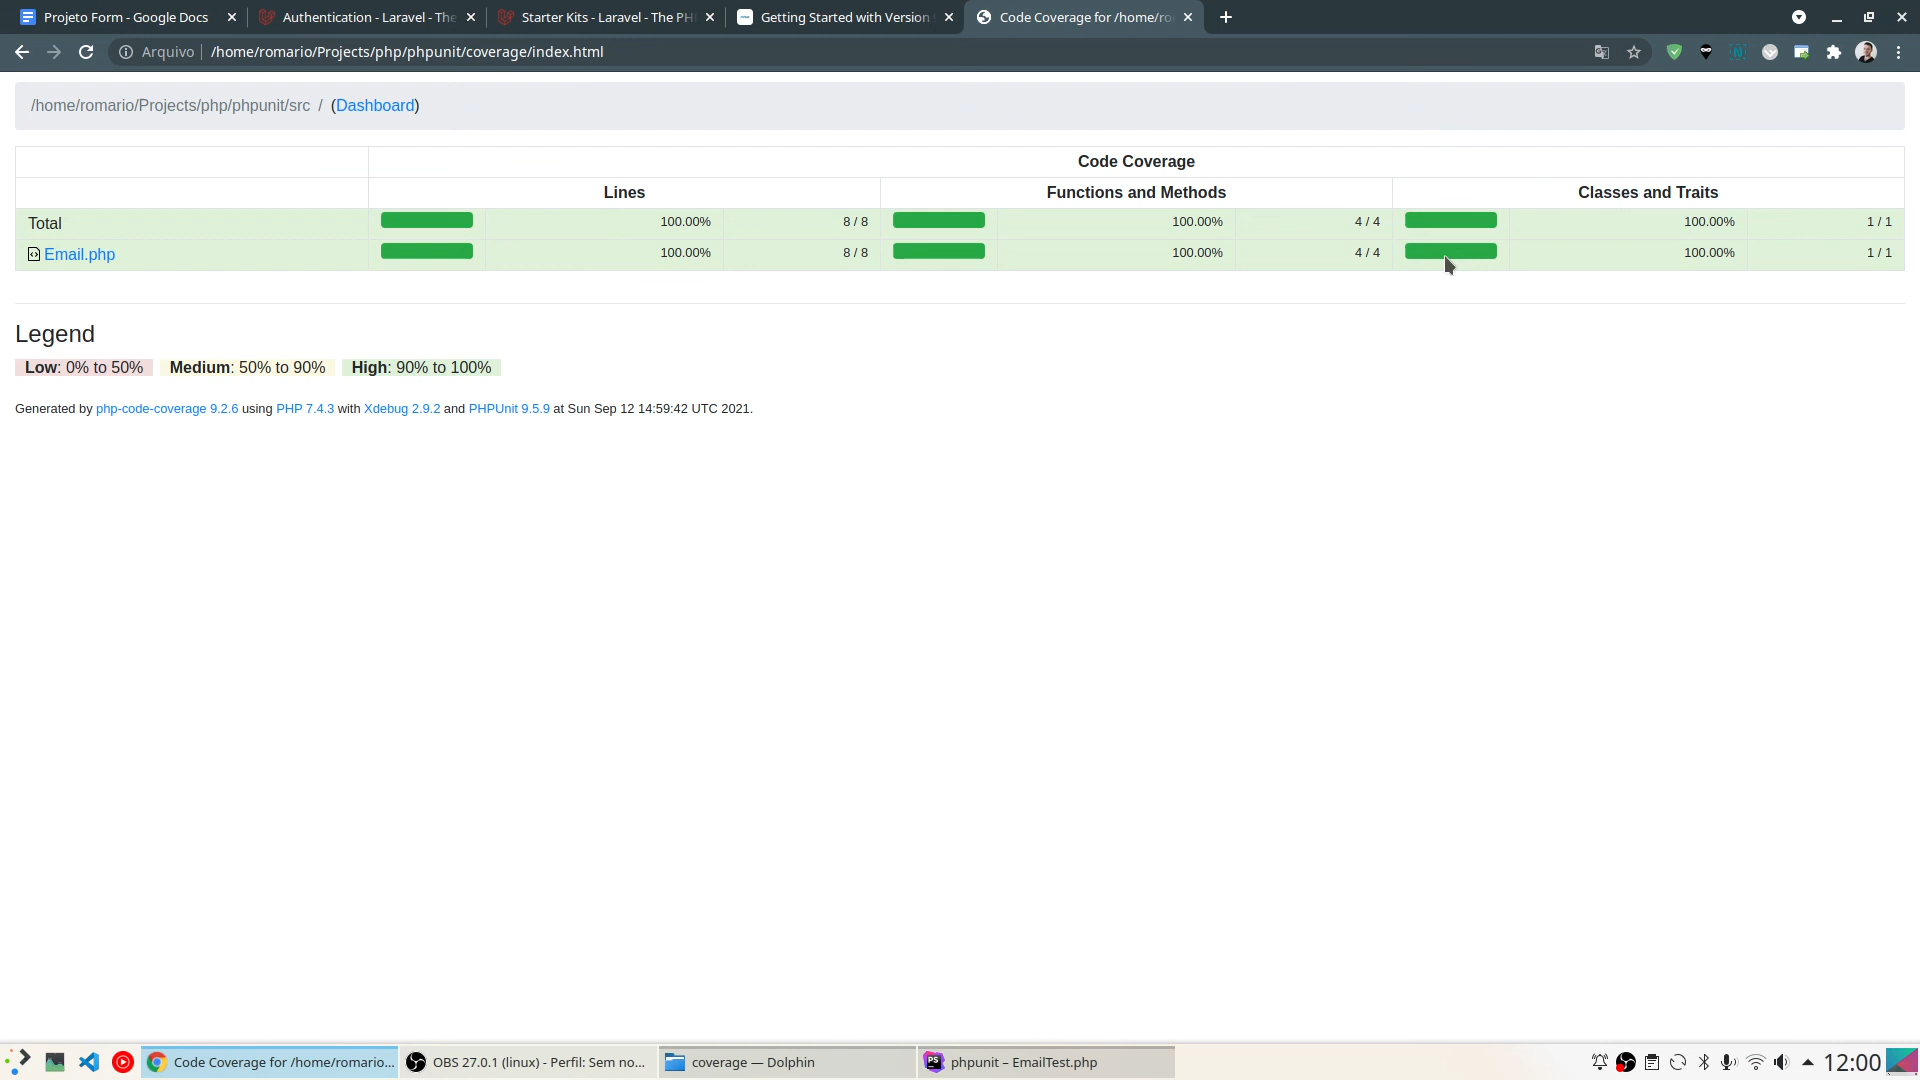 Projeto Form - Google Docs
Authentication - Laravel - The
Starter Kits - Laravel - The PH
Getting Started with Version
Code Coverage for /home/ro
Arquivo
/home/romario/Projects/php/phpunit/coverage/index.html
/home/romario/Projects/php/phpunit/src / (Dashboard)
Code Coverage
Lines Functions and Methods Classes and Traits
Total 100.00% 8 / 8 100.00% 4 / 4 100.00% 1 / 1
Email.php 100.00% 8 / 8 100.00% 4 / 4 100.00% 1 / 1
Legend
Low: 0% to 50% Medium: 50% to 90% High: 90% to 100%
Generated by php-code-coverage 9.2.6 using PHP 7.4.3 with Xdebug 2.9.2 and PHPUnit 9.5.9 at Sun Sep 12 14:59:42 UTC 2021.
Code Coverage for /home/romario...
OBS 27.0.1 (linux) - Perfil: Sem no...
coverage — Dolphin
PS
phpunit – EmailTest.php
12:00